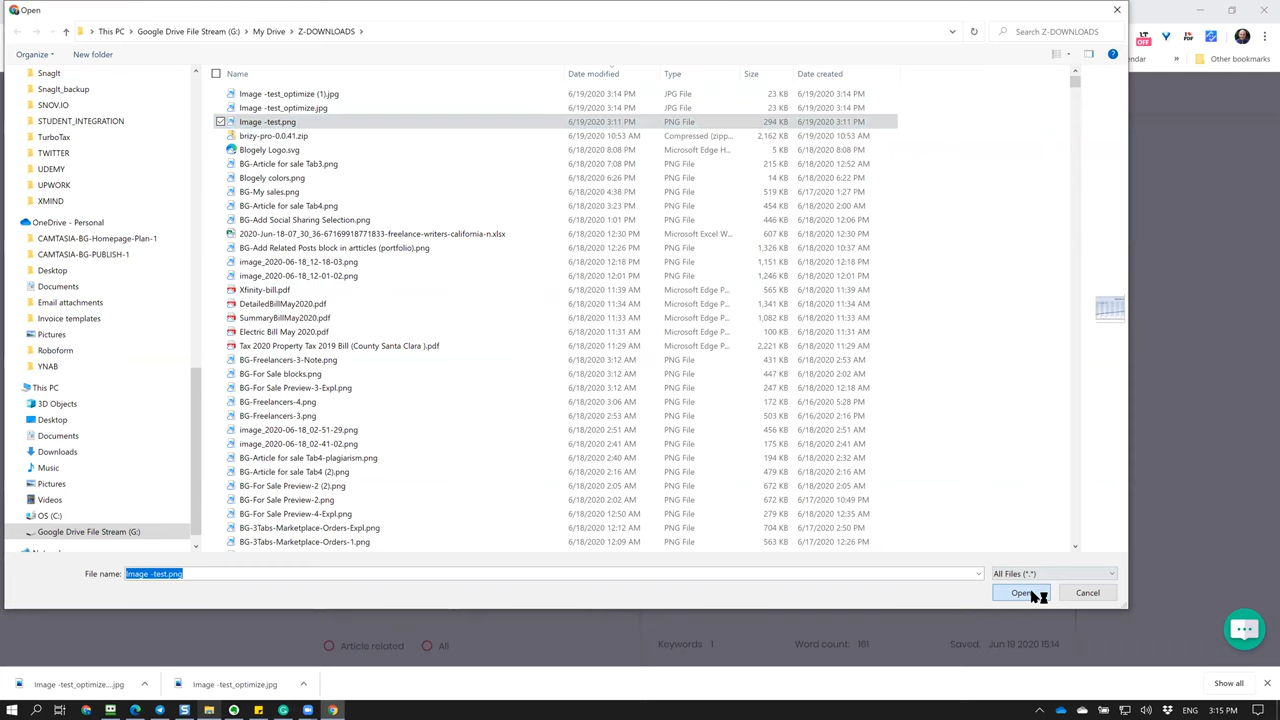 Open
This PC > Google Drive File Stream (G:) > My Drive > Z-DOWNLOADS >
Search Z-DOWNLOADS
Organize
New folder
LT OFF
endar
»
Other bookmarks
SnagIt
SnagIt_backup
SNOV.IO
STUDENT_INTEGRATION
TurboTax
TWITTER
UDEMY
UPWORK
XMIND
OneDrive - Personal
CAMTASIA-BG-Homepage-Plan-1
CAMTASIA-BG-PUBLISH-1
Desktop
Documents
Email attachments
Invoice templates
Pictures
Roboform
YNAB
This PC
3D Objects
Desktop
Documents
Downloads
Music
Pictures
Videos
OS (C:)
Google Drive File Stream (G:)
Name Date modified Type Size Date created
Image -test_optimize (1).jpg 6/19/2020 3:14 PM JPG File 23 KB 6/19/2020 3:14 PM
Image -test_optimize.jpg 6/19/2020 3:14 PM JPG File 23 KB 6/19/2020 3:14 PM
Image -test.png 6/19/2020 3:11 PM PNG File 294 KB 6/19/2020 3:11 PM
brizy-pro-0.0.41.zip 6/19/2020 10:53 AM Compressed (zipp... 2,162 KB 6/19/2020 10:53 AM
Blogely Logo.svg 6/18/2020 8:08 PM Microsoft Edge H... 5 KB 6/18/2020 8:08 PM
BG-Article for sale Tab3.png 6/18/2020 7:08 PM PNG File 215 KB 6/18/2020 12:52 AM
Blogely colors.png 6/18/2020 6:26 PM PNG File 14 KB 6/18/2020 6:22 PM
BG-My sales.png 6/18/2020 4:38 PM PNG File 519 KB 6/17/2020 1:27 PM
BG-Article for sale Tab4.png 6/18/2020 3:23 PM PNG File 446 KB 6/18/2020 2:00 AM
BG-Add Social Sharing Selection.png 6/18/2020 1:01 PM PNG File 446 KB 6/18/2020 12:06 PM
2020-Jun-18-07_30_36-67169918771833-freelance-writers-california-n.xlsx 6/18/2020 12:30 PM Microsoft Excel W... 607 KB 6/18/2020 12:30 PM
BG-Add Related Posts block in artticles (portfolio).png 6/18/2020 12:26 PM PNG File 1,326 KB 6/18/2020 10:37 AM
image_2020-06-18_12-18-03.png 6/18/2020 12:18 PM PNG File 1,151 KB 6/18/2020 12:18 PM
image_2020-06-18_12-01-02.png 6/18/2020 12:01 PM PNG File 1,246 KB 6/18/2020 12:01 PM
Xfinity-bill.pdf 6/18/2020 11:39 AM Microsoft Edge P... 565 KB 6/18/2020 11:39 AM
DetailedBillMay2020.pdf 6/18/2020 11:34 AM Microsoft Edge P... 1,341 KB 6/18/2020 11:34 AM
SummaryBillMay2020.pdf 6/18/2020 11:33 AM Microsoft Edge P... 1,082 KB 6/18/2020 11:33 AM
Electric Bill May 2020.pdf 6/18/2020 11:31 AM Microsoft Edge P... 100 KB 6/18/2020 11:31 AM
Tax 2020 Property Tax 2019 Bill (County Santa Clara ).pdf 6/18/2020 11:29 AM Microsoft Edge P... 2,221 KB 6/18/2020 11:29 AM
BG-Freelancers-3-Note.png 6/18/2020 3:12 AM PNG File 431 KB 6/18/2020 2:53 AM
BG-For Sale blocks.png 6/18/2020 3:12 AM PNG File 463 KB 6/18/2020 2:02 AM
BG-For Sale Preview-3-Expl.png 6/18/2020 3:12 AM PNG File 247 KB 6/18/2020 12:18 AM
BG-Freelancers-4.png 6/18/2020 3:06 AM PNG File 172 KB 6/16/2020 5:28 PM
BG-Freelancers-3.png 6/18/2020 2:53 AM PNG File 503 KB 6/16/2020 2:16 PM
image_2020-06-18_02-51-29.png 6/18/2020 2:51 AM PNG File 456 KB 6/18/2020 2:51 AM
image_2020-06-18_02-41-02.png 6/18/2020 2:41 AM PNG File 175 KB 6/18/2020 2:41 AM
BG-Article for sale Tab4-plagiarism.png 6/18/2020 2:40 AM PNG File 194 KB 6/18/2020 2:32 AM
BG-Article for sale Tab4 (2).png 6/18/2020 2:16 AM PNG File 479 KB 6/18/2020 2:16 AM
BG-For Sale Preview-2 (2).png 6/18/2020 2:05 AM PNG File 672 KB 6/18/2020 2:05 AM
BG-For Sale Preview-2.png 6/18/2020 2:02 AM PNG File 672 KB 6/17/2020 10:49 PM
BG-For Sale Preview-4-Expl.png 6/18/2020 12:50 AM PNG File 279 KB 6/18/2020 12:35 AM
BG-3Tabs-Marketplace-Orders-Expl.png 6/18/2020 12:12 AM PNG File 704 KB 6/17/2020 2:50 PM
BG-3Tabs-Marketplace-Orders-1.png 6/18/2020 12:09 AM PNG File 563 KB 6/17/2020 12:26 PM
File name: Image -test.png
All Files (*.*)
Open
Cancel
Article related
All
Keywords 1
Word count: 161
Saved: Jun 19 2020 15:14
Image -test_optimize....jpg
Image -test_optimize.jpg
Show all
ENG
3:15 PM